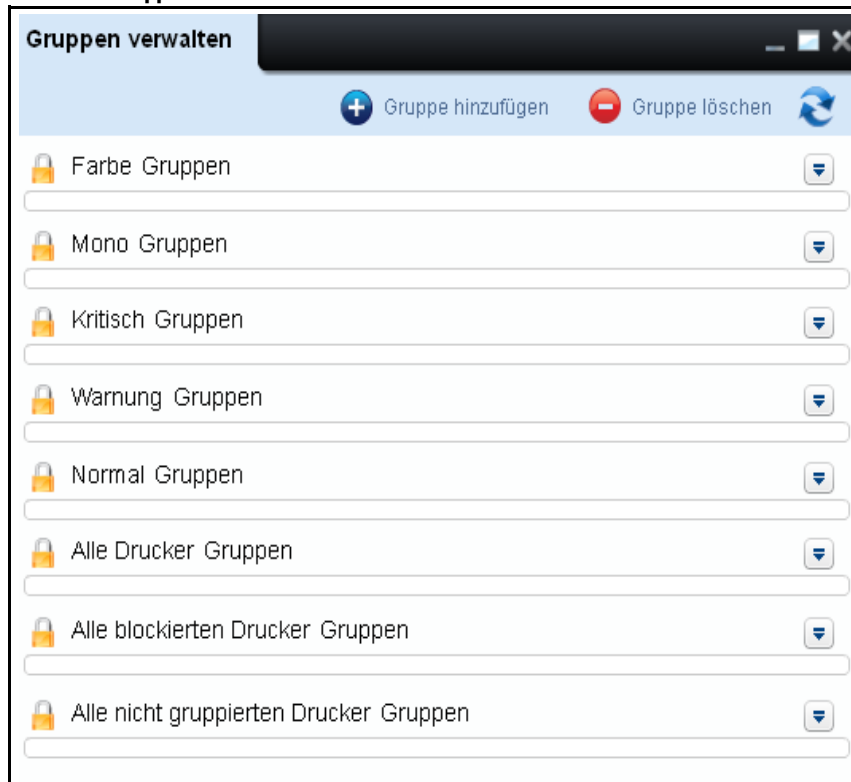 Gruppen verwalten
Gruppe hinzufügen Gruppe löschen
Farbe Gruppen
Mono Gruppen
Kritisch Gruppen
Warnung Gruppen
Normal Gruppen
Alle Drucker Gruppen
Alle blockierten Drucker Gruppen
Alle nicht gruppierten Drucker Gruppen